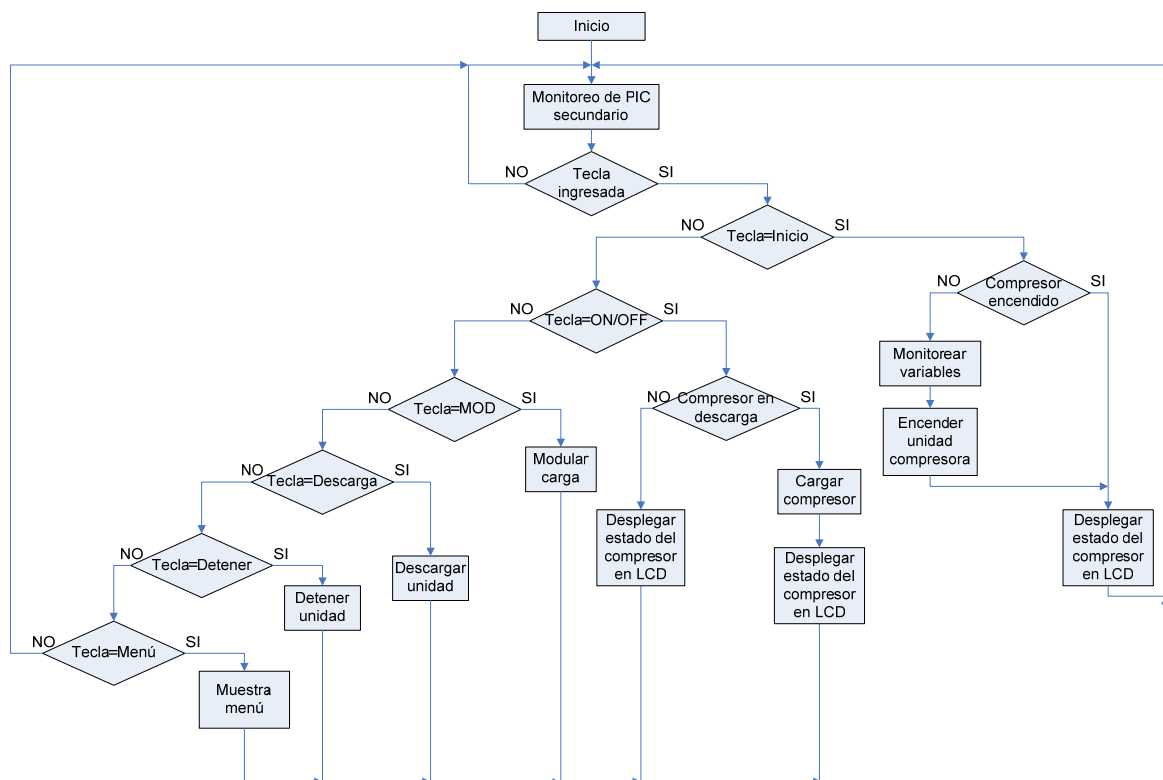 Inicio
Monitoreo de PIC
secundario
NO
SI
Tecla
ingresada
NO
SI
Tecla=Inicio
NO
SI
Compresor
encendido
NO
SI
Tecla=ON/OFF
Monitorear
variables
NO
SI
Tecla=MOD
NO
SI
Compresor en
descarga
Encender
unidad
compresora
Modular
carga
NO
SI
Tecla=Descarga
Cargar
compresor
Desplegar
estado del
compresor
en LCD
Desplegar
estado del
compresor
en LCD
NO
SI
Tecla=Detener
Descargar
unidad
Desplegar
estado del
compresor
en LCD
Detener
unidad
NO
SI
Tecla=Menú
Muestra
menú